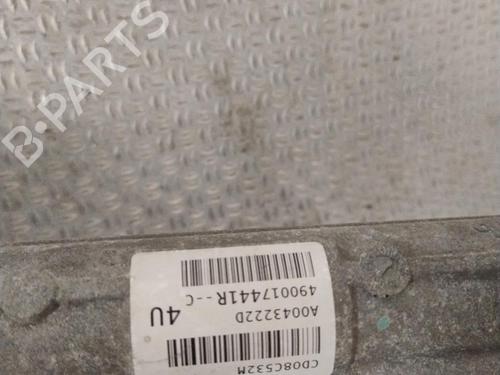 B-PARTS
CD08C532M
A00432222D
4U
490017441R--C